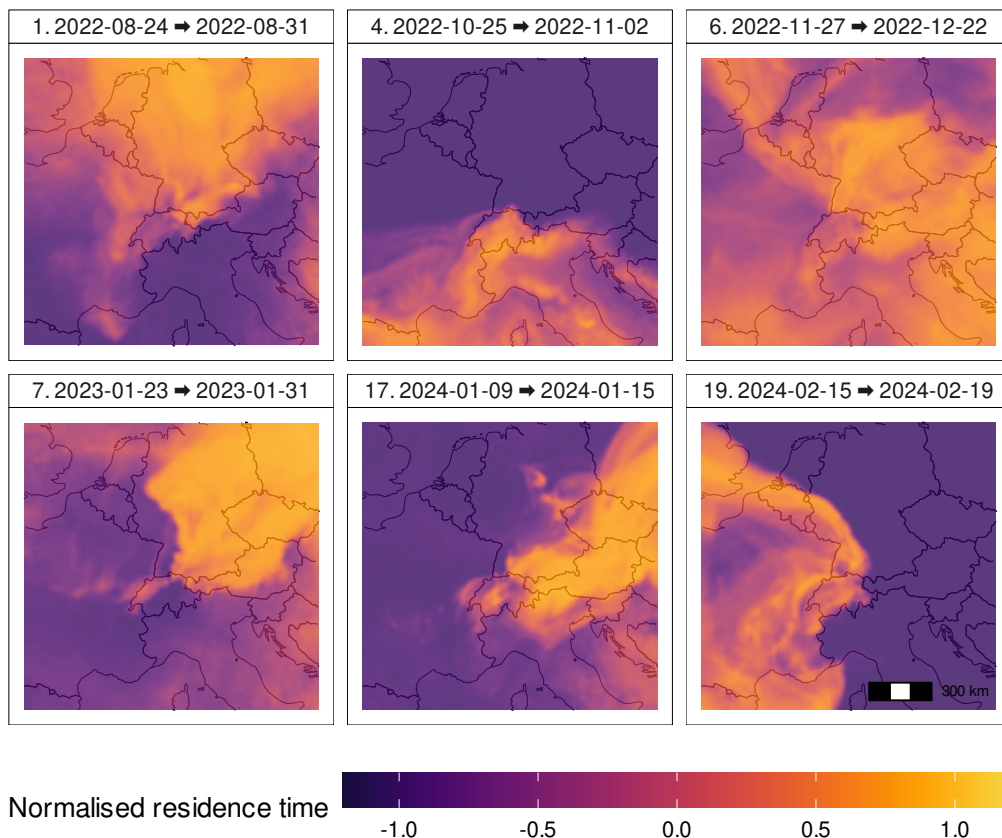 1. 2022-08-24 ➡ 2022-08-31
4. 2022-10-25 ➡ 2022-11-02
6. 2022-11-27 ➡ 2022-12-22
7. 2023-01-23 ➡ 2023-01-31
17. 2024-01-09 ➡ 2024-01-15
19. 2024-02-15 ➡ 2024-02-19
300 km
Normalised residence time
-1.0 -0.5 0.0 0.5 1.0